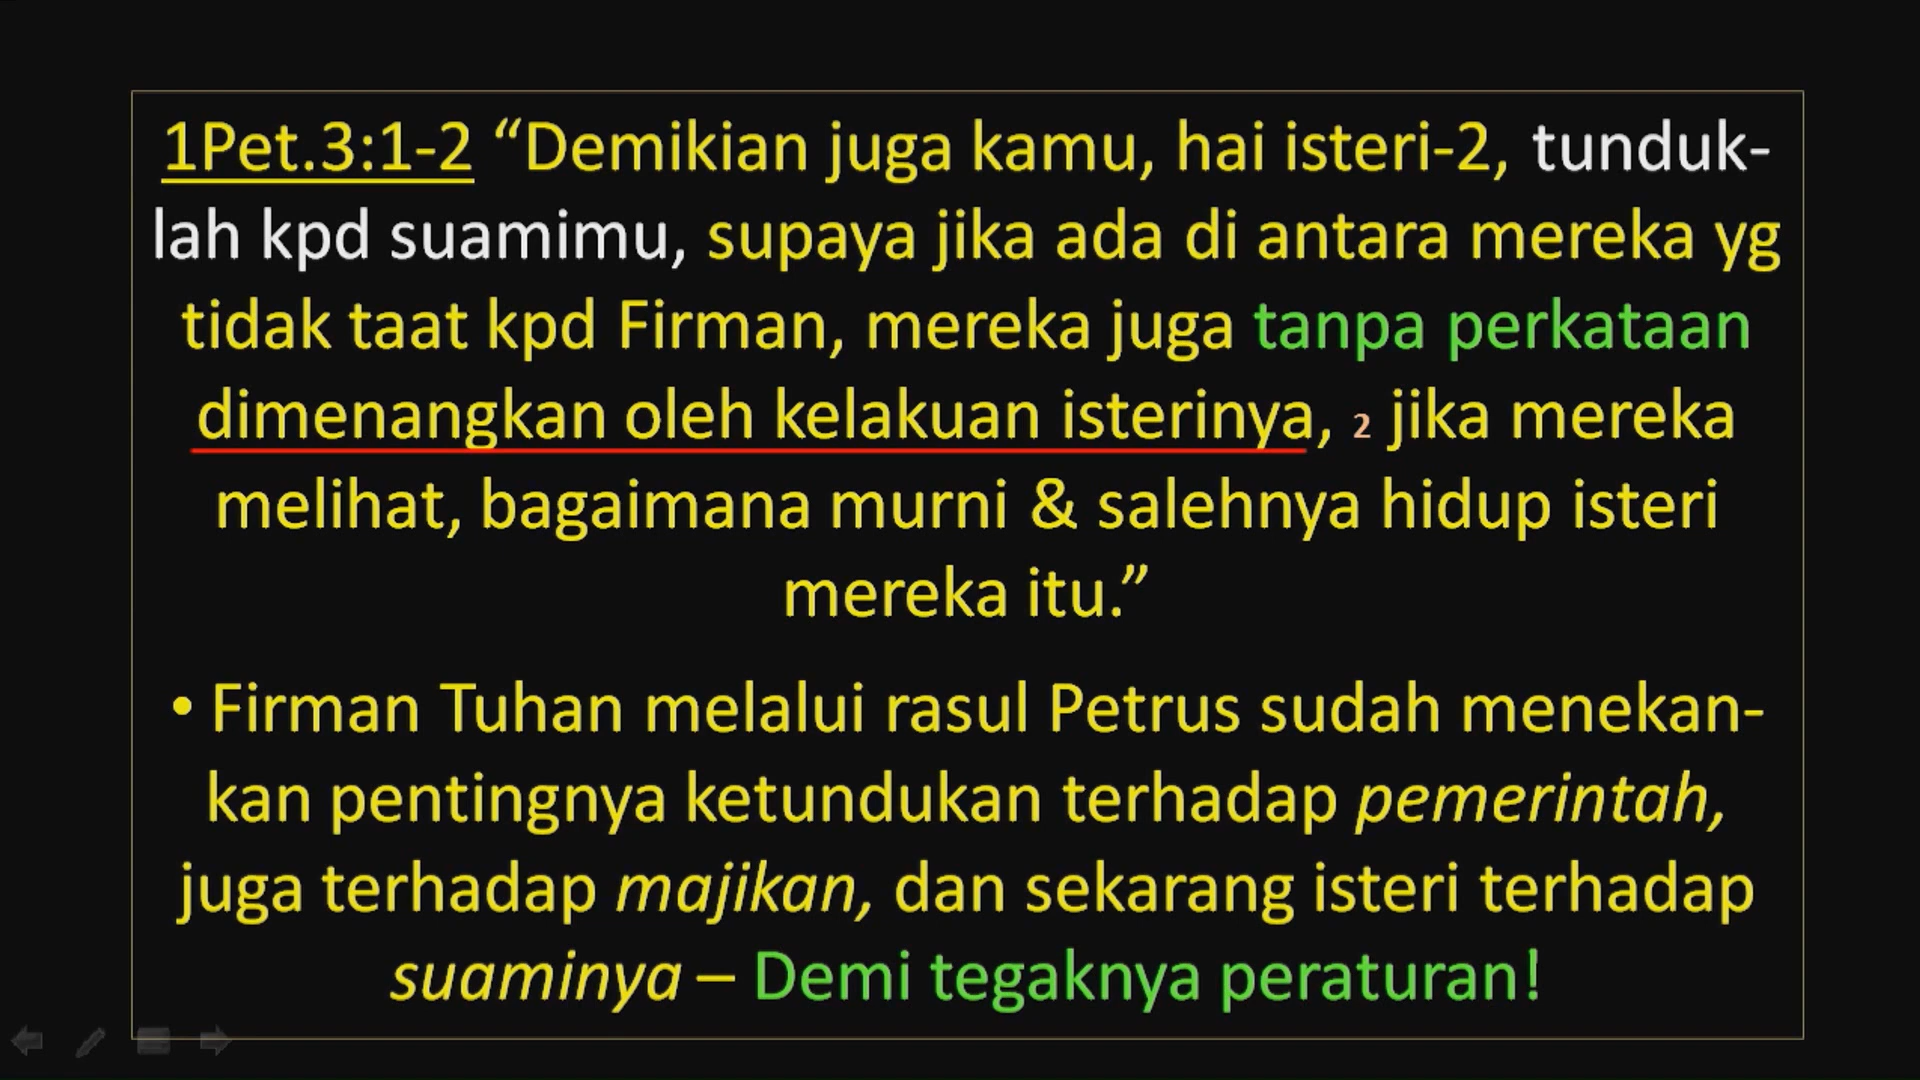 1Pet.3:1-2 “Demikian juga kamu, hai isteri-2, tunduk-
lah kpd suamimu, supaya jika ada di antara mereka yg
tidak taat kpd Firman, mereka juga tanpa perkataan
dimenangkan oleh kelakuan isterinya, 2 jika mereka
melihat, bagaimana murni & salehnya hidup isteri
mereka itu.”
• Firman Tuhan melalui rasul Petrus sudah menekan-
kan pentingnya ketundukan terhadap pemerintah,
juga terhadap majikan, dan sekarang isteri terhadap
suaminya – Demi tegaknya peraturan!